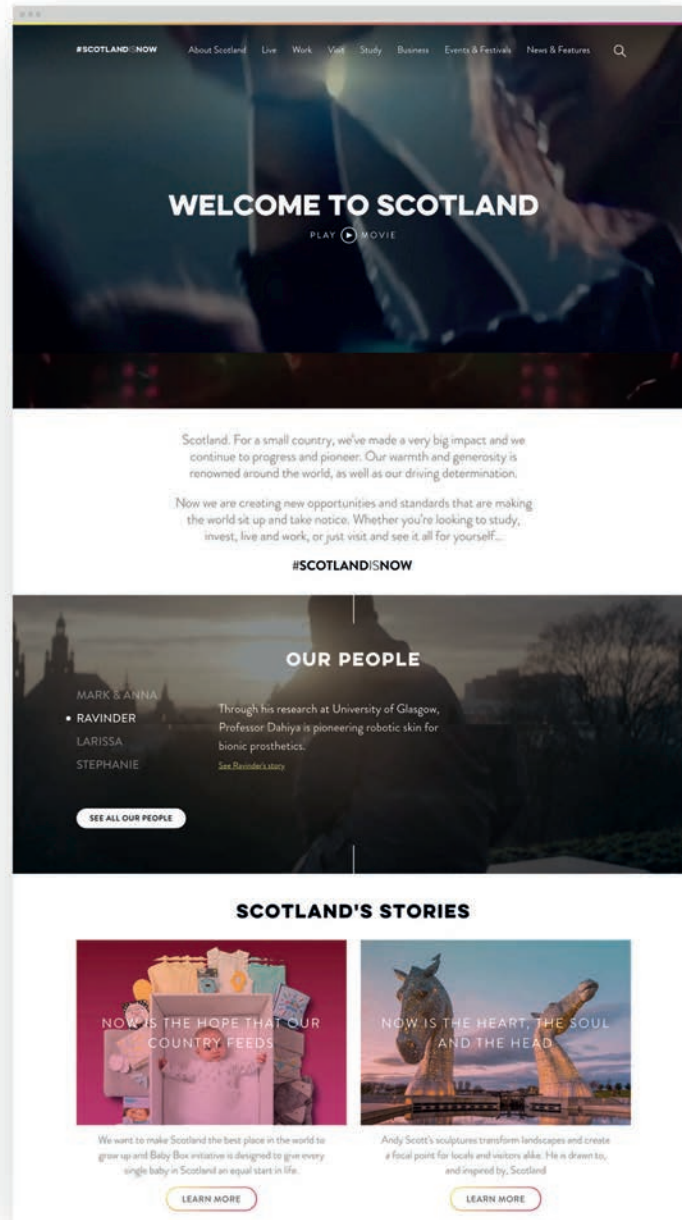 #SCOTLANDISNOW About Scotland Live Work Visit Study Business Events & Festivals News & Features
WELCOME TO SCOTLAND
PLAY MOVIE
Scotland. For a small country, we've made a very big impact and we
continue to progress and pioneer. Our warmth and generosity is
renowned around the world, as well as our driving determination.
Now we are creating new opportunities and standards that are making
the world sit up and take notice. Whether you're looking to study,
invest, live and work, or just visit and see it all for yourself...
#SCOTLANDISNOW
OUR PEOPLE
MARK & ANNA
RAVINDER
LARISSA
STEPHANIE
Through his research at University of Glasgow,
Professor Dahiya is pioneering robotic skin for
bionic prosthetics.
See Ravinder's story
SEE ALL OUR PEOPLE
SCOTLAND'S STORIES
NOW IS THE HOPE THAT OUR
COUNTRY FEEDS
We want to make Scotland the best place in the world to
grow up and Baby Box initiative is designed to give every
single baby in Scotland an equal start in life.
LEARN MORE
NOW IS THE HEART, THE SOUL
AND THE HEAD
Andy Scott's sculptures transform landscapes and create
a focal point for locals and visitors alike. He is drawn to,
and inspired by, Scotland
LEARN MORE